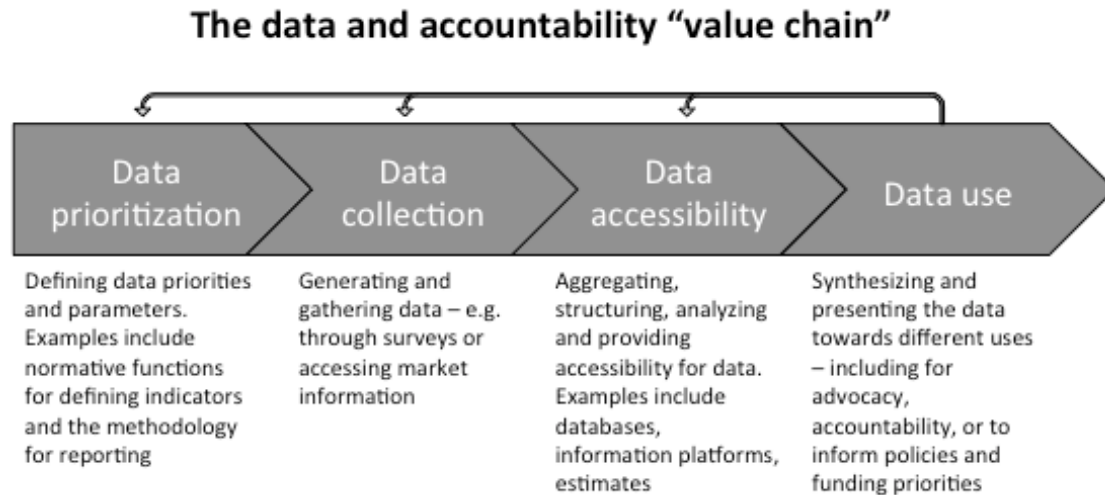 The data and accountability “value chain”
Data
prioritization
Data
collection
Data
accessibility
Data use
Defining data priorities
and parameters.
Examples include
normative functions
for defining indicators
and the methodology
for reporting
Generating and
gathering data – e.g.
through surveys or
accessing market
information
Aggregating,
structuring, analyzing
and providing
accessibility for data.
Examples include
databases,
information platforms,
estimates
Synthesizing and
presenting the data
towards different uses
– including for
advocacy,
accountability, or to
inform policies and
funding priorities